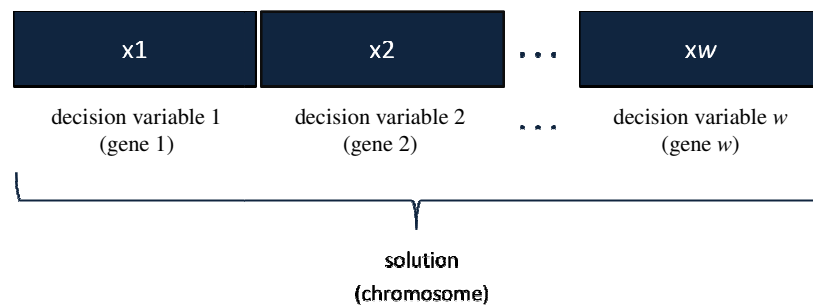 x1 x2 ... xw
decision variable 1 decision variable 2 ... decision variable w
(gene 1) (gene 2) (gene w)
solution
(chromosome)